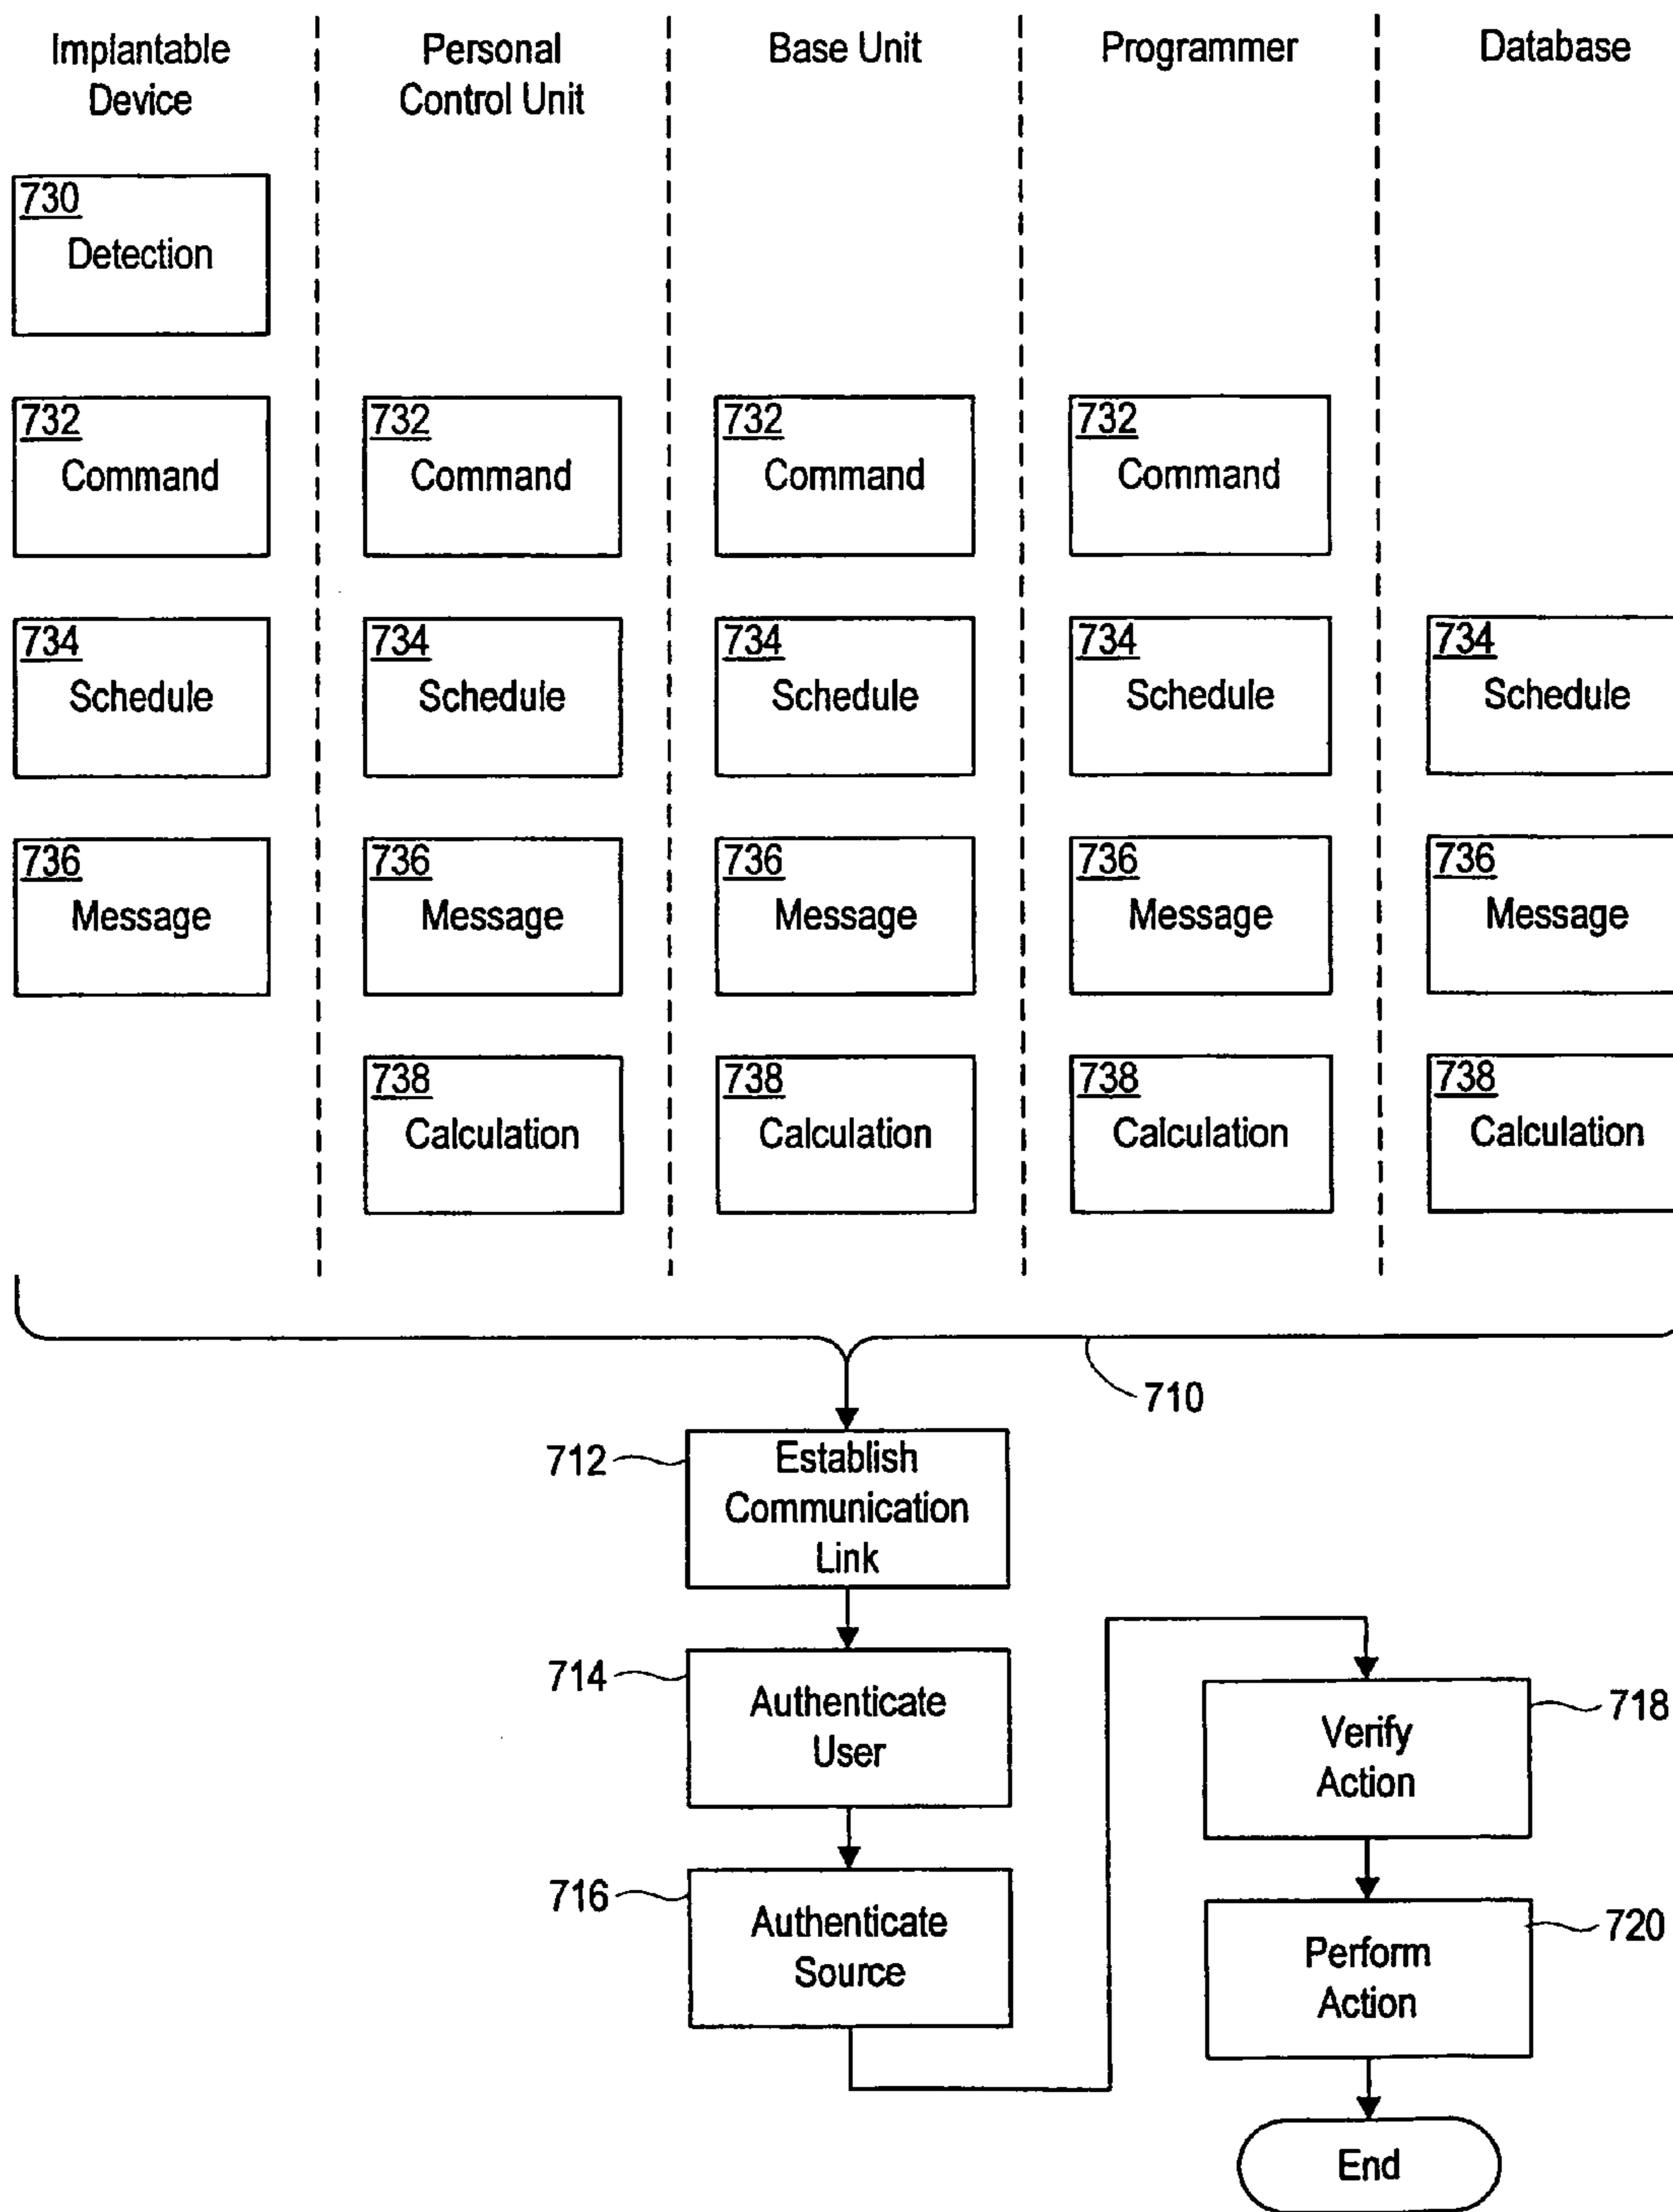 Implantable
Device
Personal
Control Unit
Base Unit
Programmer
Database
730
Detection
732
Command
732
Command
732
Command
732
Command
734
Schedule
734
Schedule
734
Schedule
734
Schedule
734
Schedule
736
Message
736
Message
736
Message
736
Message
736
Message
738
Calculation
738
Calculation
738
Calculation
738
Calculation
710
712
Establish
Communication
Link
714
Authenticate
User
716
Authenticate
Source
718
Verify
Action
720
Perform
Action
End